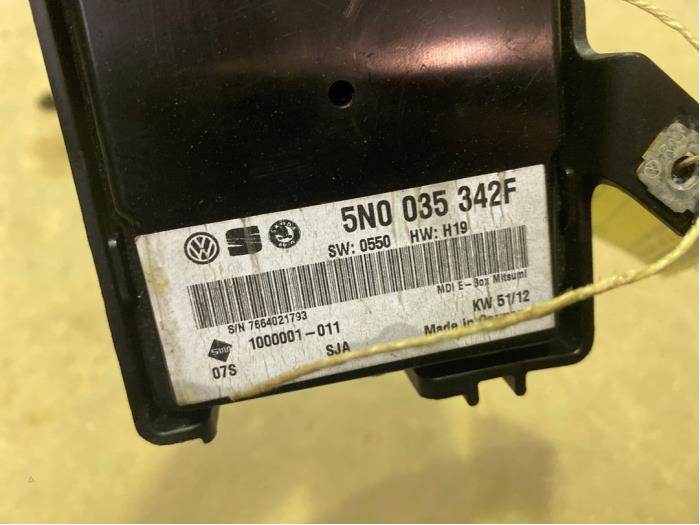 5N0 035 342F
SW: 0550 HW: H19
MDI E-Box Mitsumi
S/N 7664021793
KW 51/12
1000001-011
Made in
07S
SJA